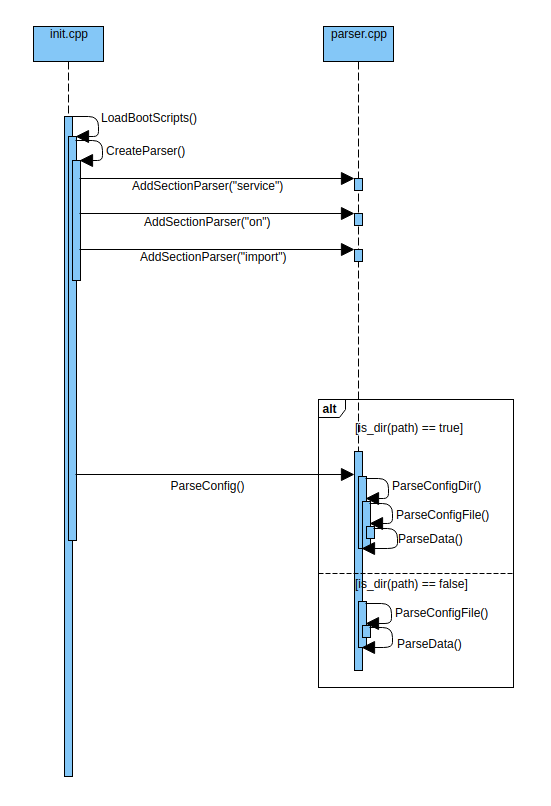 init.cpp
parser.cpp
LoadBootScripts()
CreateParser()
AddSectionParser("service")
AddSectionParser("on")
AddSectionParser("import")
alt
[is_dir(path) == true]
ParseConfig()
ParseConfigDir()
ParseConfigFile()
ParseData()
[is_dir(path) == false]
ParseConfigFile()
ParseData()